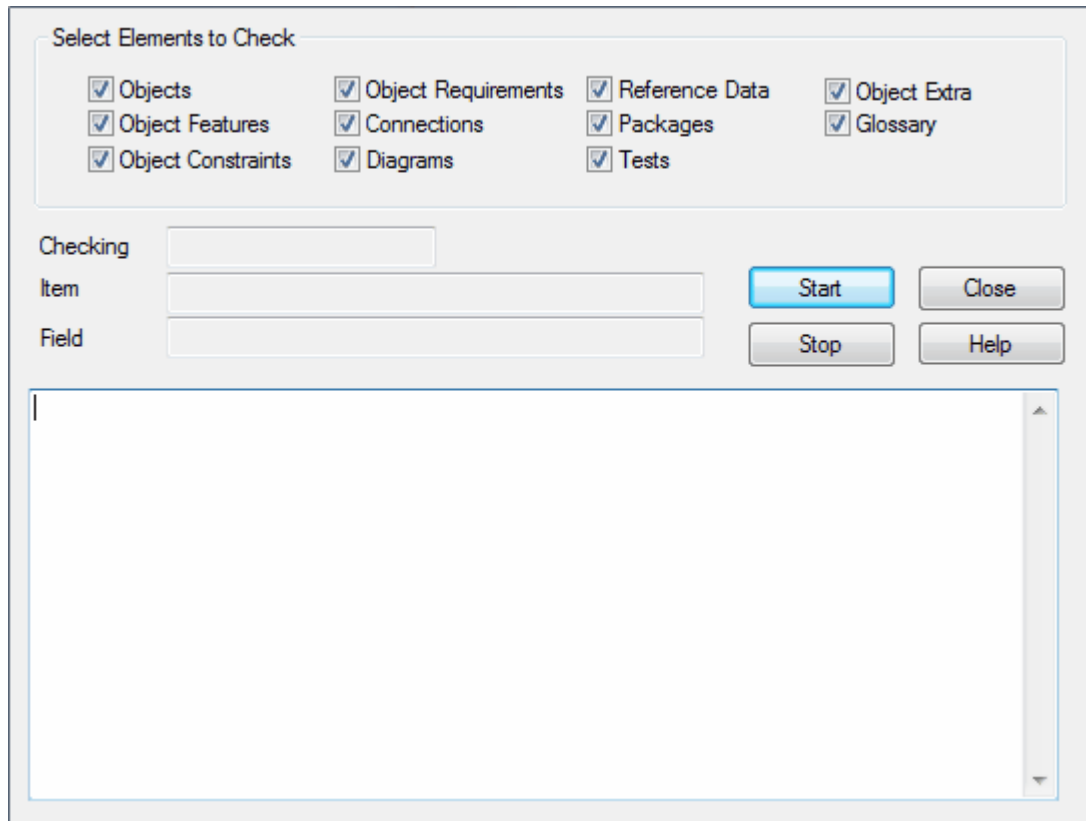 Select Elements to Check
Objects Object Requirements Reference Data Object Extra
Object Features Connections Packages Glossary
Object Constraints Diagrams Tests
Checking
Item Start Close
Field Stop Help